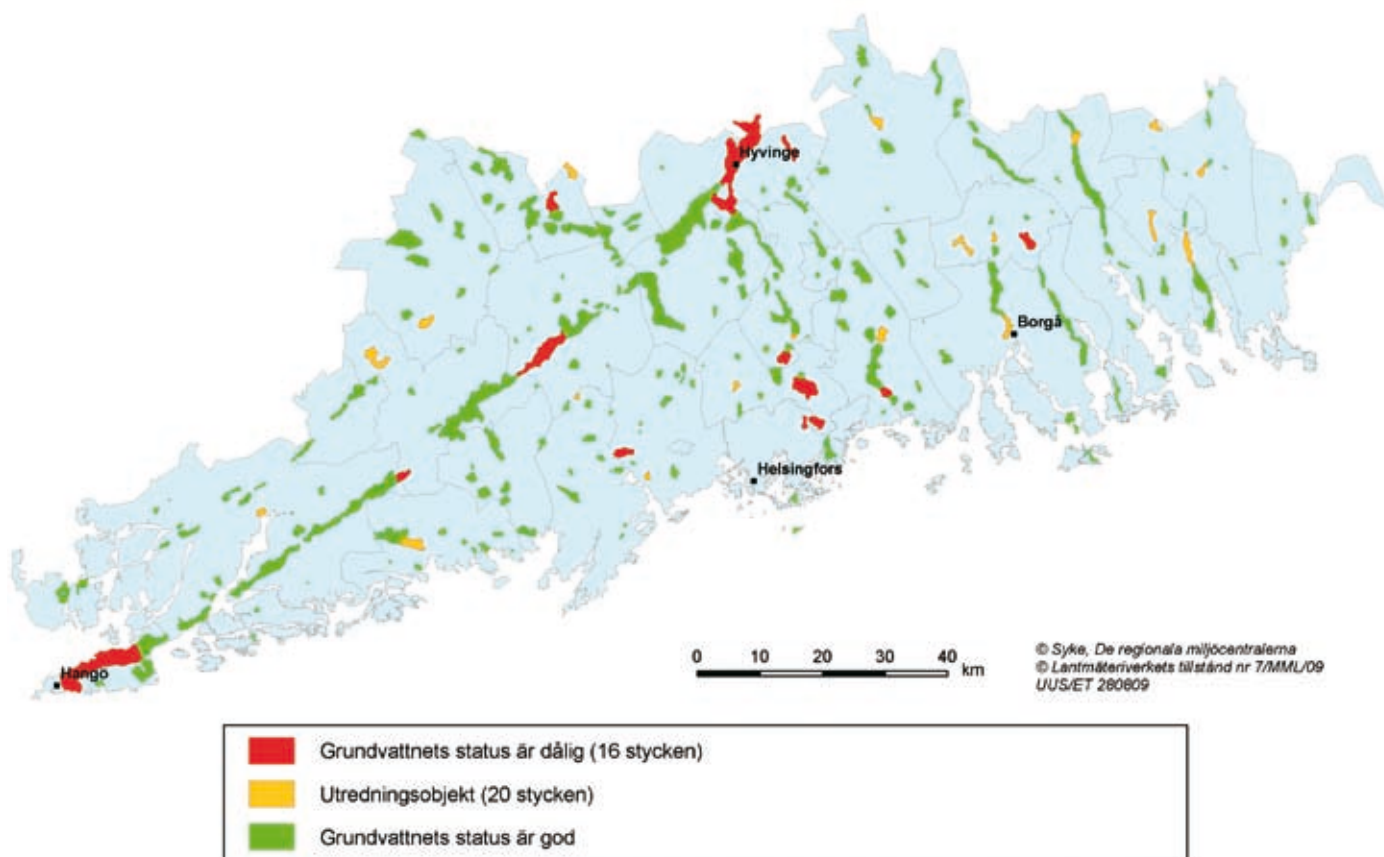 Hyvinge
Borgå
Helsingfors
Hangö
0 10 20 30 40 km
© Syke, De regionala miljöcentralerna
© Lantmäteriverkets tillstånd nr 7/MML/09
UUS/ET 280809
Grundvattnets status är dålig (16 stycken)
Utredningsobjekt (20 stycken)
Grundvattnets status är god